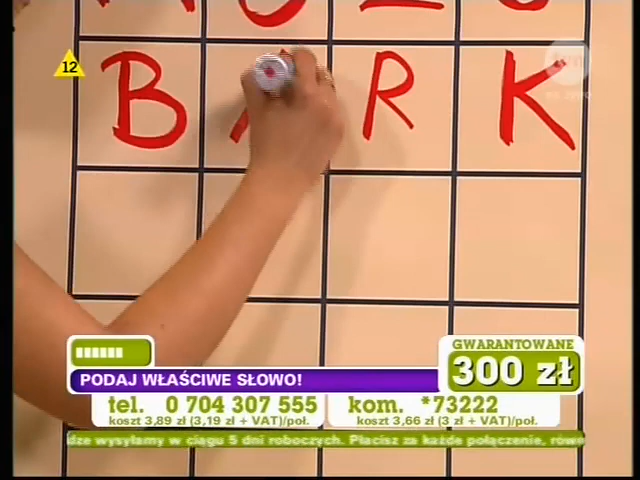 B A R K
12
GWARANTOWANE
300 zł
PODAJ WŁAŚCIWE SŁOWO!
tel. 0 704 307 555
koszt 3,89 zł (3,19 zł + VAT)/poł.
kom. *73222
koszt 3,66 zł (3 zł + VAT)/poł.
dze wysyłamy w ciągu 5 dni roboczych. Płacisz za każde połączenie, rów